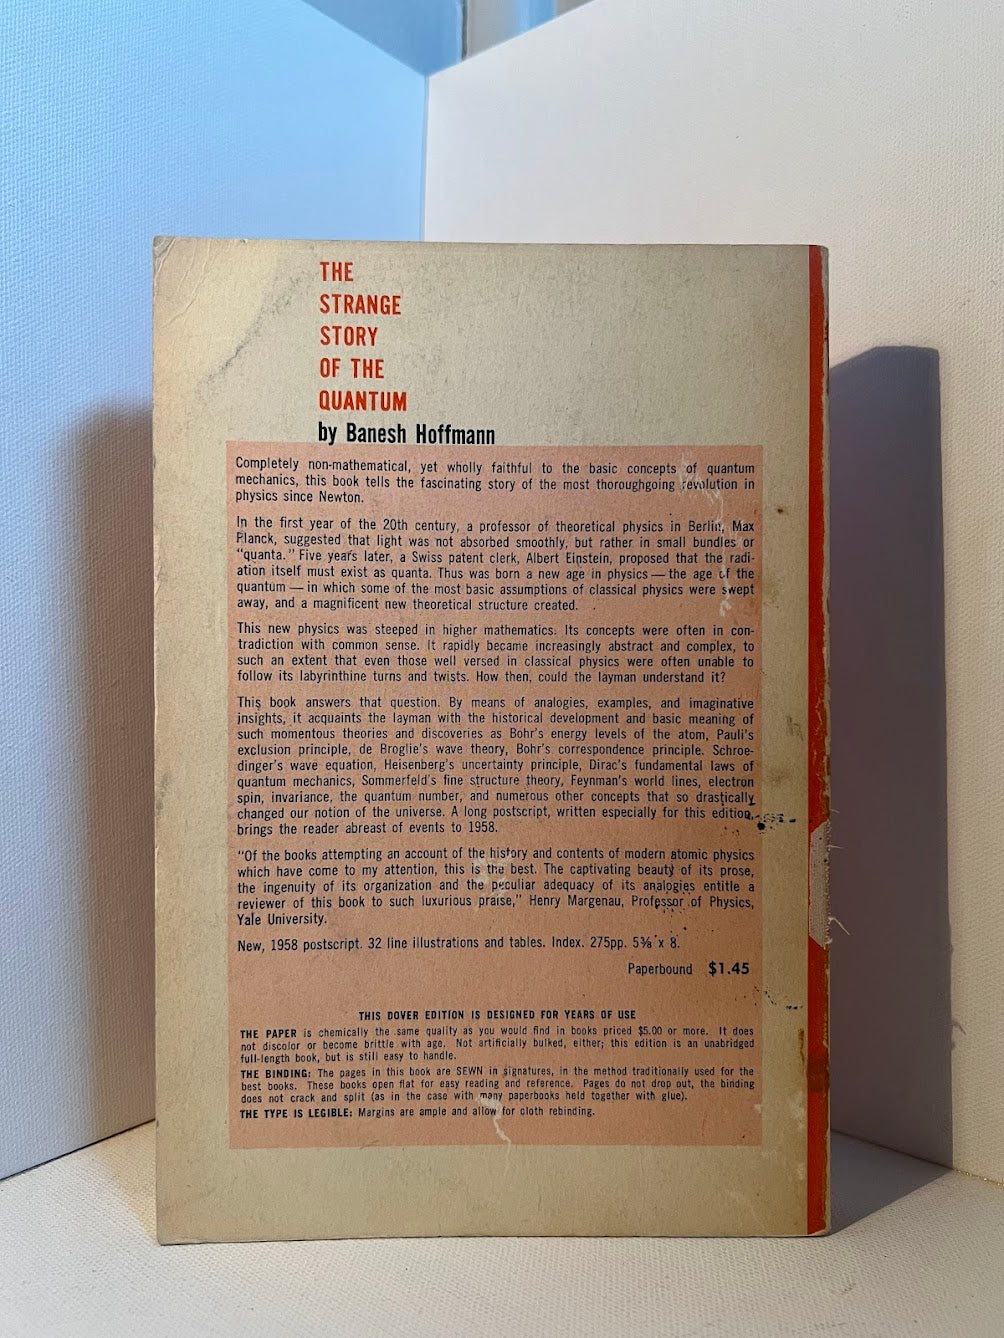 THE
STRANGE
STORY
OF THE
QUANTUM
by Banesh Hoffmann
Completely non-mathematical, yet wholly faithful to the basic concepts of quantum
mechanics, this book tells the fascinating story of the most thoroughgoing revolution in
physics since Newton.
In the first year of the 20th century, a professor of theoretical physics in Berlin, Max
Planck, suggested that light was not absorbed smoothly, but rather in small bundles or
"quanta." Five years later, a Swiss patent clerk, Albert Einstein, proposed that the radi-
ation itself must exist as quanta. Thus was born a new age in physics — the age of the
quantum — in which some of the most basic assumptions of classical physics were swept
away, and a magnificent new theoretical structure created.
This new physics was steeped in higher mathematics. Its concepts were often in con-
tradiction with common sense. It rapidly became increasingly abstract and complex, to
such an extent that even those well versed in classical physics were often unable to
follow its labyrinthine turns and twists. How then, could the layman understand it?
This book answers that question. By means of analogies, examples, and imaginative
insights, it acquaints the layman with the historical development and basic meaning of
such momentous theories and discoveries as Bohr's energy levels of the atom, Pauli's
exclusion principle, de Broglie's wave theory, Bohr's correspondence principle. Schroe-
dinger's wave equation, Heisenberg's uncertainty principle, Dirac's fundamental laws of
quantum mechanics, Sommerfeld's fine structure theory, Feynman's world lines, electron
spin, invariance, the quantum number, and numerous other concepts that so drastically
changed our notion of the universe. A long postscript, written especially for this edition,
brings the reader abreast of events to 1958.
"Of the books attempting an account of the history and contents of modern atomic physics
which have come to my attention, this is the best. The captivating beauty of its prose,
the ingenuity of its organization and the peculiar adequacy of its analogies entitle a
reviewer of this book to such luxurious praise," Henry Margenau, Professor of Physics,
Yale University.
New, 1958 postscript. 32 line illustrations and tables. Index. 275pp. 5⅜ x 8.
Paperbound $1.45
THIS DOVER EDITION IS DESIGNED FOR YEARS OF USE
THE PAPER is chemically the same quality as you would find in books priced $5.00 or more. It does
not discolor or become brittle with age. Not artificially bulked, either; this edition is an unabridged
full-length book, but is still easy to handle.
THE BINDING: The pages in this book are SEWN in signatures, in the method traditionally used for the
best books. These books open flat for easy reading and reference. Pages do not drop out, the binding
does not crack and split (as in the case with many paperbooks held together with glue).
THE TYPE IS LEGIBLE: Margins are ample and allow for cloth rebinding.